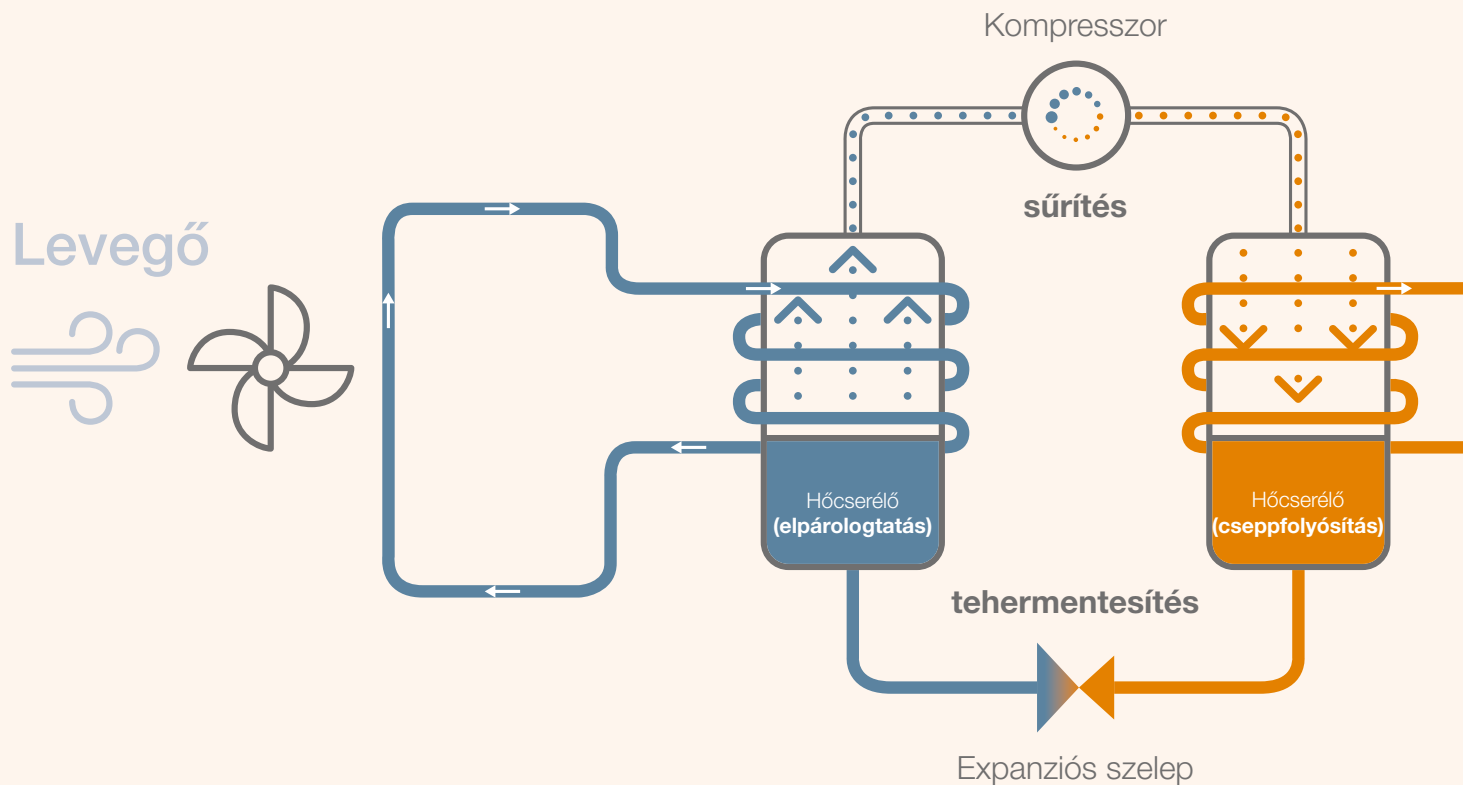 Kompresszor
sűrítés
Levegő
Hőcserélő
(elpárologtatás)
Hőcserélő
(cseppfolyósítás)
tehermentesítés
Expanziós szelep